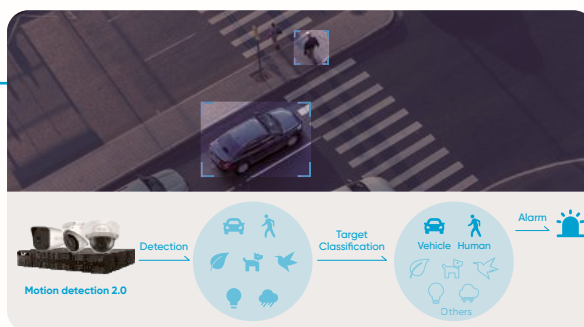 Detection
Target
Classification
Vehicle Human
Alarm
Motion detection 2.0
Others